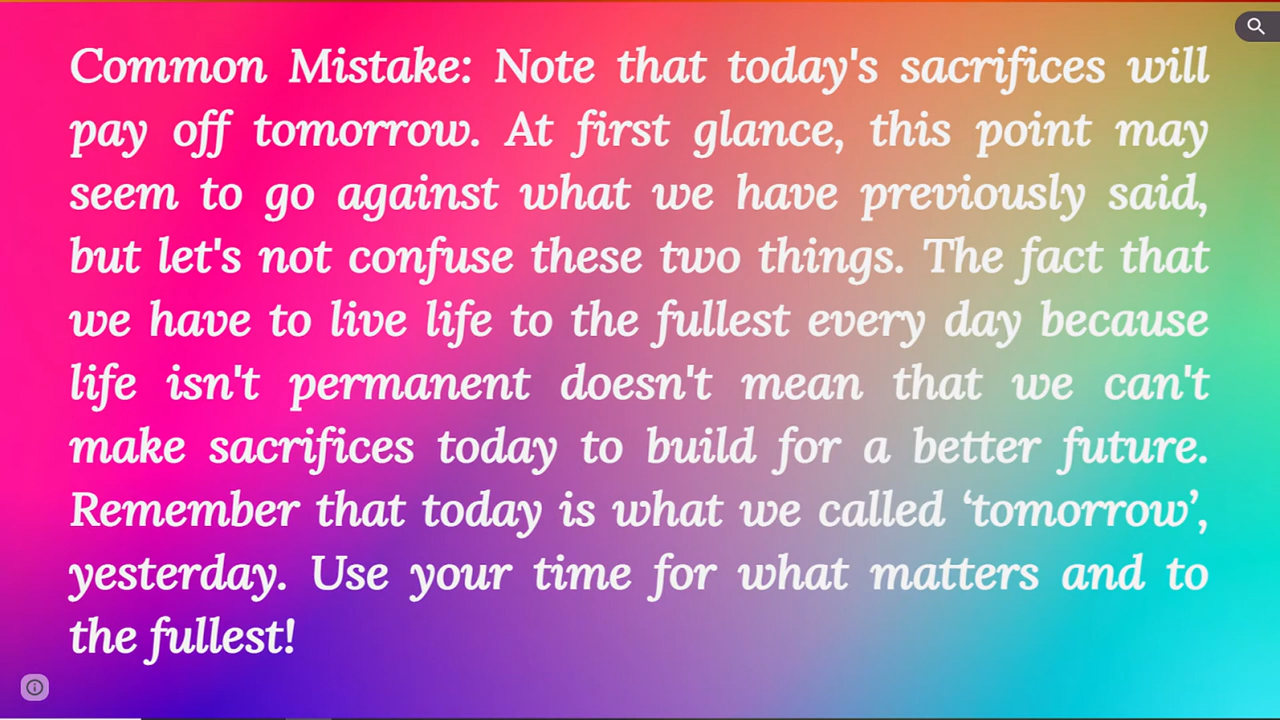 Common Mistake: Note that today's sacrifices will
pay off tomorrow. At first glance, this point may
seem to go against what we have previously said,
but let's not confuse these two things. The fact that
we have to live life to the fullest every day because
life isn't permanent doesn't mean that we can't
make sacrifices today to build for a better future.
Remember that today is what we called ‘tomorrow’,
yesterday. Use your time for what matters and to
the fullest!